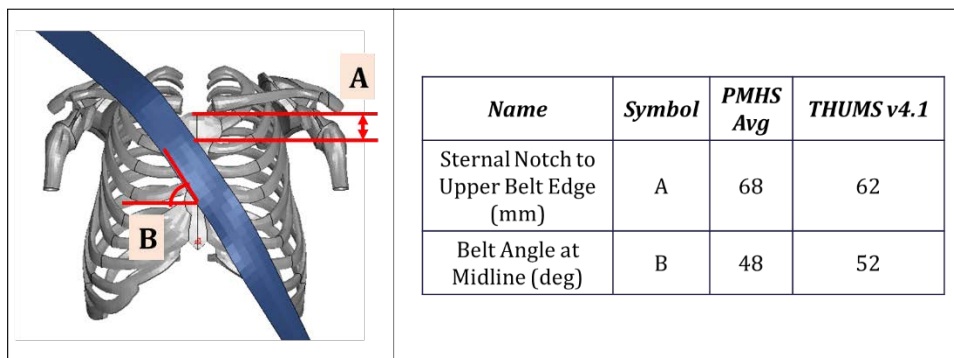 A
B
Name Symbol PMHS Avg THUMS v4.1
Sternal Notch to Upper Belt Edge (mm) A 68 62
Belt Angle at Midline (deg) B 48 52